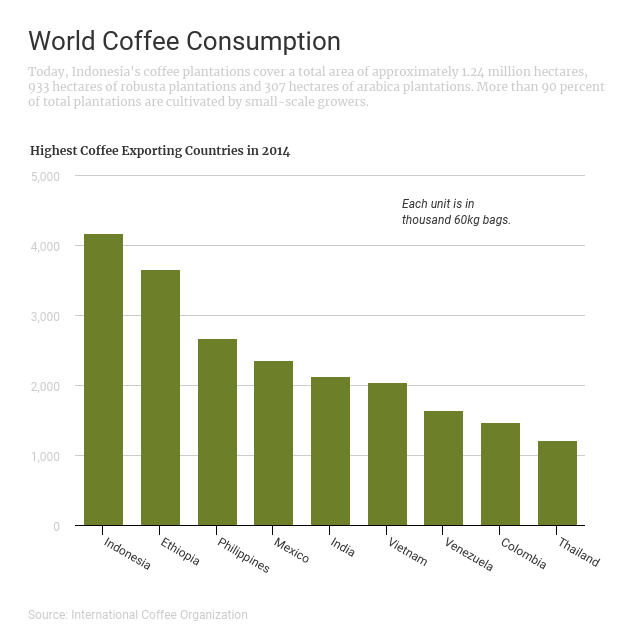 World Coffee Consumption
Today, Indonesia's coffee plantations cover a total area of approximately 1.24 million hectares,
933 hectares of robusta plantations and 307 hectares of arabica plantations. More than 90 percent
of total plantations are cultivated by small-scale growers.
Highest Coffee Exporting Countries in 2014
5,000
Each unit is in
thousand 60kg bags.
4,000
3,000
2,000
1,000
0
Indonesia
Ethiopia
Philippines
Mexico
India
Vietnam
Venezuela
Colombia
Thailand
Source: International Coffee Organization